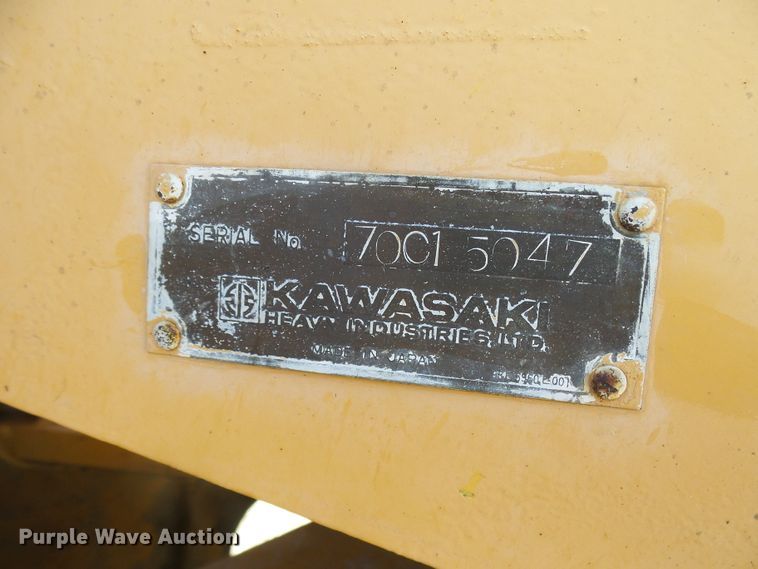 SERIAL No. 70C1 5047
KAWASAKI
HEAVY INDUSTRIES, LTD.
MADE IN JAPAN
Purple Wave Auction®